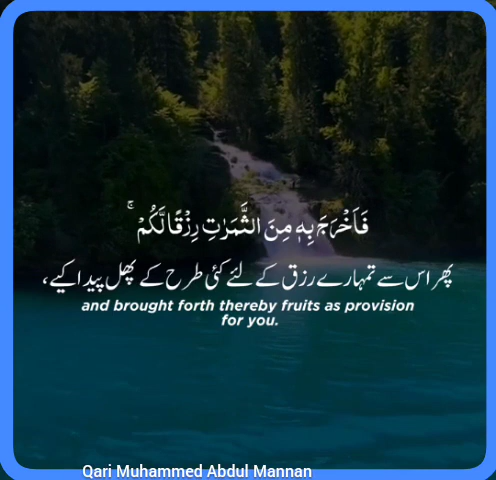 فَاَخْرَجَ بِهٖ مِنَ الثَّمَرٰتِ رِزْقًا لَّكُمْ ۚ
پھر اس سے تمہارے رزق کے لئے کئی طرح کے پھل پیدا کیے،
and brought forth thereby fruits as provision
for you.
Qari Muhammed Abdul Mannan